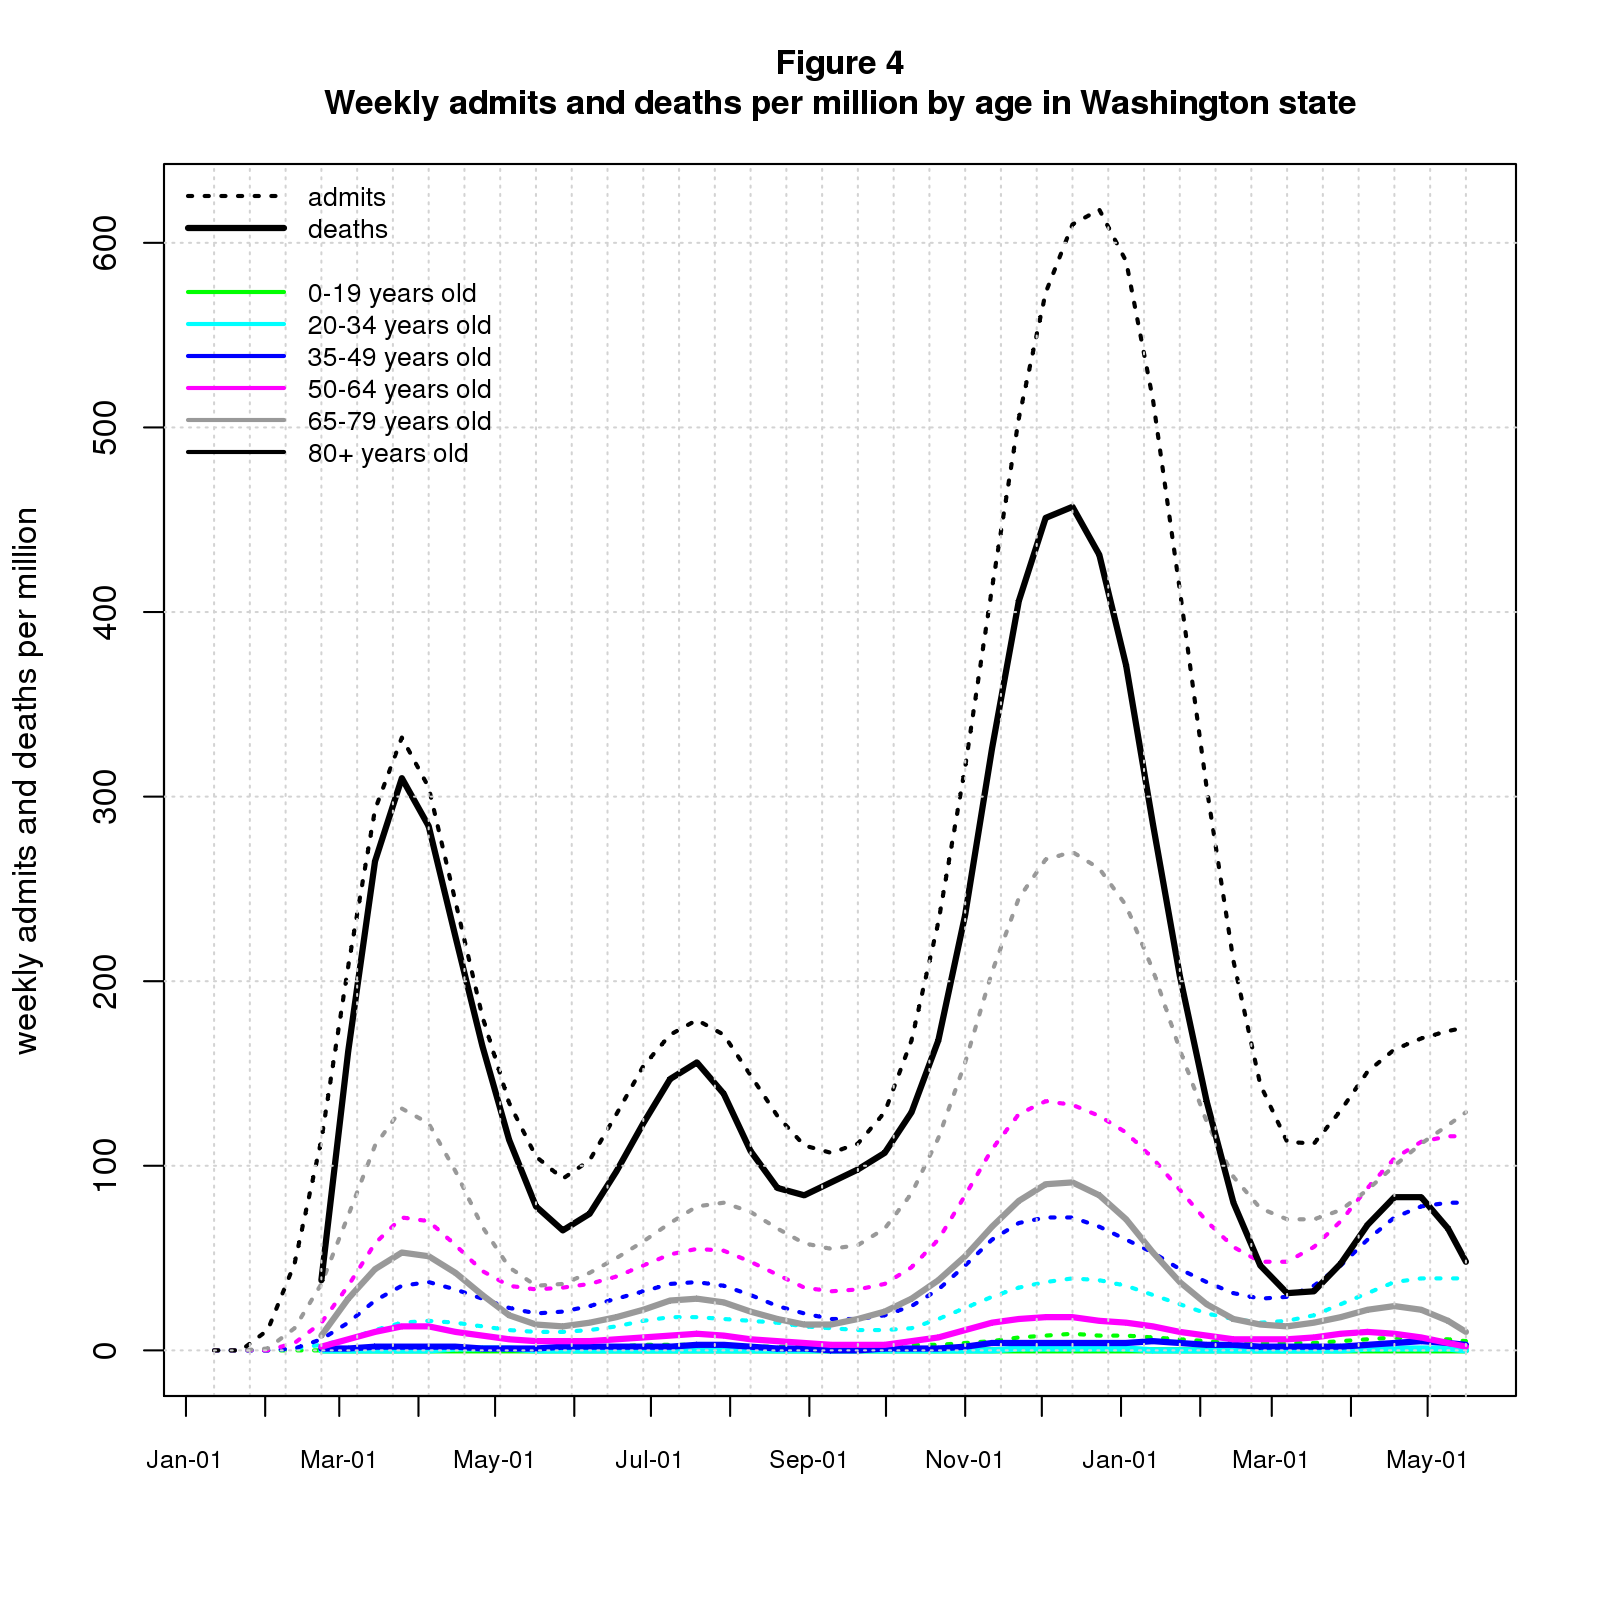 Figure 4
Weekly admits and deaths per million by age in Washington state
admits
deaths
0-19 years old
20-34 years old
35-49 years old
50-64 years old
65-79 years old
80+ years old
weekly admits and deaths per million
600
500
400
300
200
100
0
Jan-01 Mar-01 May-01 Jul-01 Sep-01 Nov-01 Jan-01 Mar-01 May-01